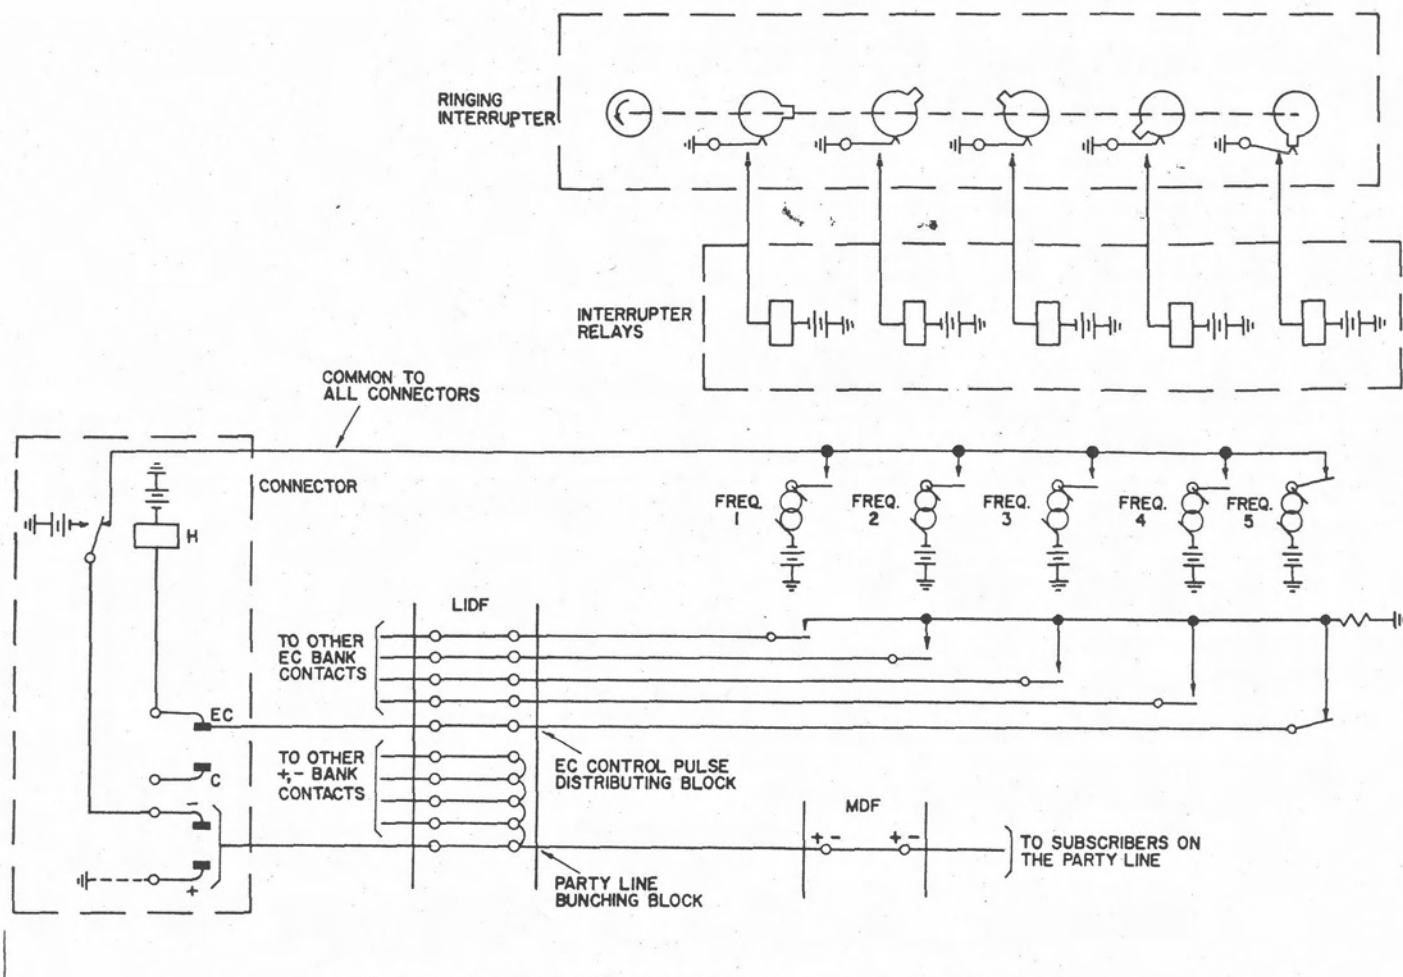 RINGING
INTERRUPTER
INTERRUPTER
RELAYS
COMMON TO
ALL CONNECTORS
CONNECTOR
H
FREQ.
1
FREQ.
2
FREQ.
3
FREQ.
4
FREQ.
5
LIDF
TO OTHER
EC BANK
CONTACTS
EC
TO OTHER
+,- BANK
CONTACTS
C
-
+
EC CONTROL PULSE
DISTRIBUTING BLOCK
MDF
+ - + -
TO SUBSCRIBERS ON
THE PARTY LINE
PARTY LINE
BUNCHING BLOCK